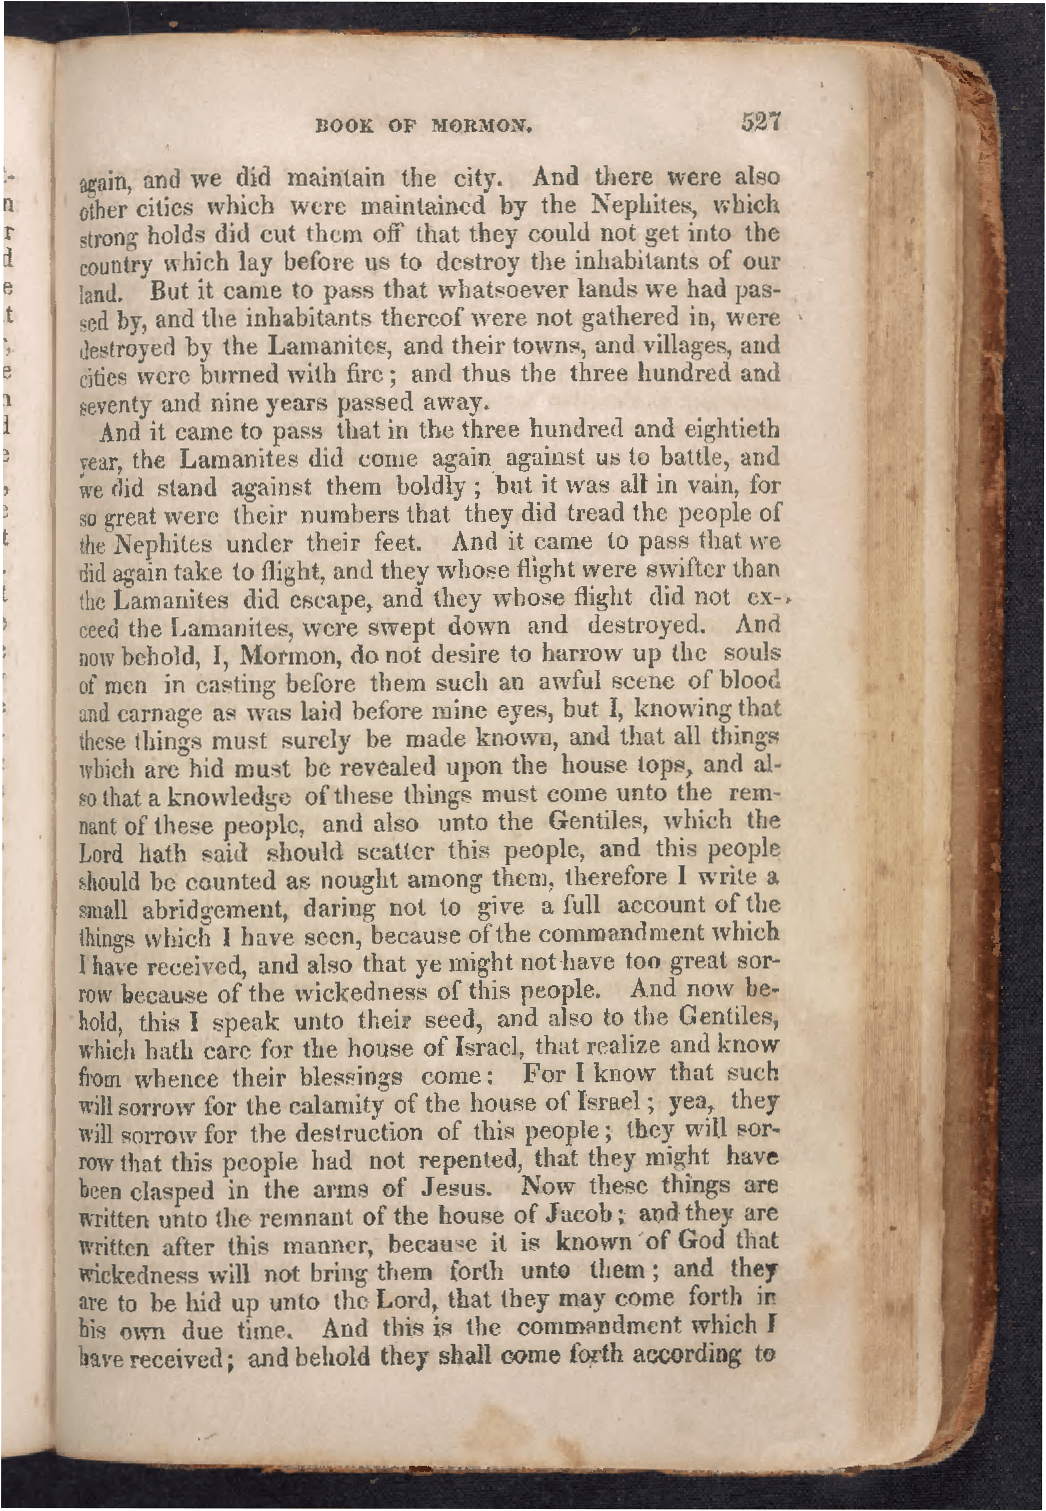 BOOK OF MORMON. 527
again, and we did maintain the city. And there were also
other cities which were maintained by the Nephites, which
strong holds did cut them off that they could not get into the
country which lay before us to destroy the inhabitants of our
land. But it came to pass that whatsoever lands we had pas-
sed by, and the inhabitants thereof were not gathered in, were
destroyed by the Lamanites, and their towns, and villages, and
cities were burned with fire; and thus the three hundred and
seventy and nine years passed away.
And it came to pass that in the three hundred and eightieth
year, the Lamanites did come again against us to battle, and
we did stand against them boldly; but it was all in vain, for
so great were their numbers that they did tread the people of
the Nephites under their feet. And it came to pass that we
did again take to flight, and they whose flight were swifter than
the Lamanites did escape, and they whose flight did not ex-
ceed the Lamanites, were swept down and destroyed. And
now behold, I, Mormon, do not desire to harrow up the souls
of men in casting before them such an awful scene of blood
and carnage as was laid before mine eyes, but I, knowing that
these things must surely be made known, and that all things
which are hid must be revealed upon the house tops, and al-
so that a knowledge of these things must come unto the rem-
nant of these people, and also unto the Gentiles, which the
Lord hath said should scatter this people, and this people
should be counted as nought among them, therefore I write a
small abridgement, daring not to give a full account of the
things which I have seen, because of the commandment which
I have received, and also that ye might not have too great sor-
row because of the wickedness of this people. And now be-
hold, this I speak unto their seed, and also to the Gentiles,
which hath care for the house of Israel, that realize and know
from whence their blessings come: For I know that such
will sorrow for the calamity of the house of Israel; yea, they
will sorrow for the destruction of this people; they will sor-
row that this people had not repented, that they might have
been clasped in the arms of Jesus. Now these things are
written unto the remnant of the house of Jacob; and they are
written after this manner, because it is known of God that
wickedness will not bring them forth unto them; and they
are to be hid up unto the Lord, that they may come forth in
his own due time. And this is the commandment which I
have received; and behold they shall come forth according to